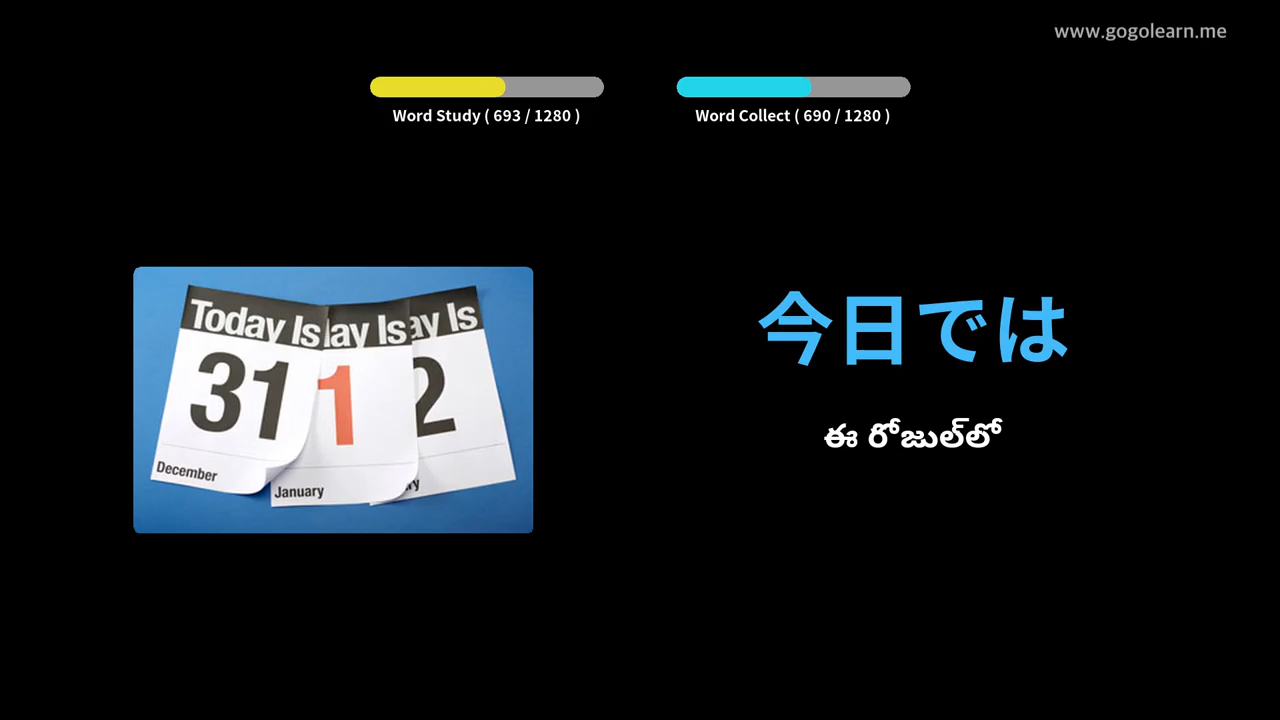 www.gogolearn.me
Word Study ( 693 / 1280 )
Word Collect ( 690 / 1280 )
Today Is
31
December
lay Is
1
January
ay Is
2
ry
今日では
ఈ రోజుల్‌లో